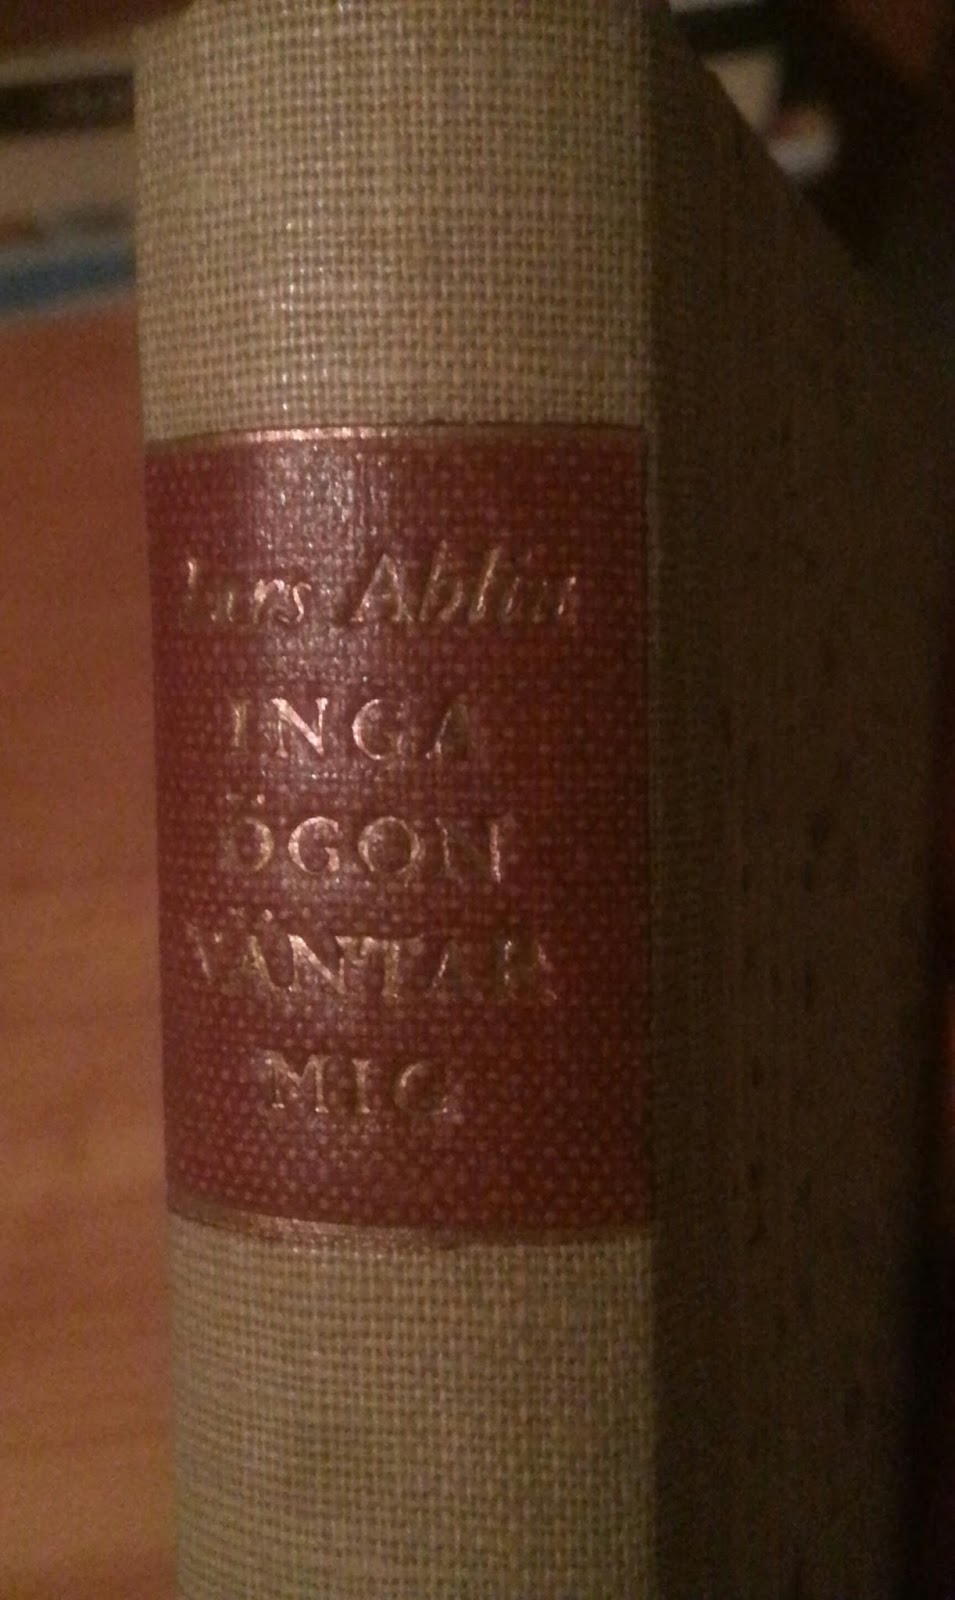 Lars Ahlin
INGA
ÖGON
VÄNTAR
MIG